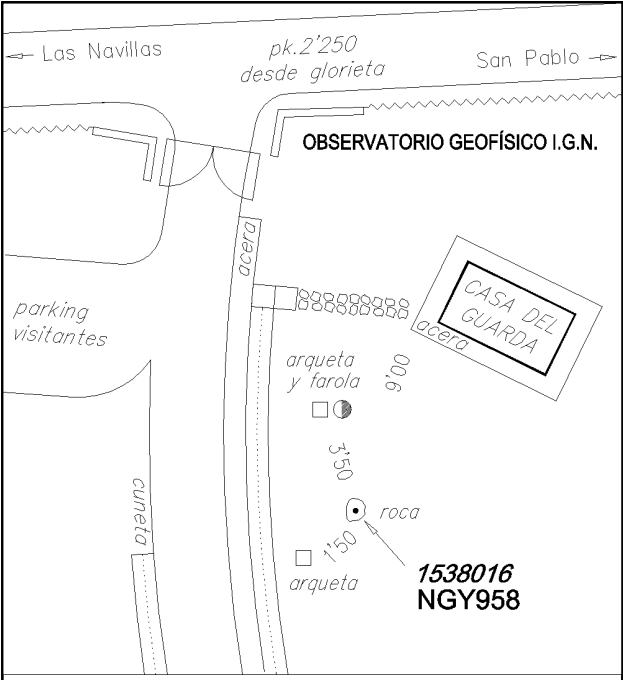 ← Las Navillas
pk.2'250
desde glorieta
San Pablo →
OBSERVATORIO GEOFÍSICO I.G.N.
acera
CASA DEL
GUARDA
acera
parking
visitantes
arqueta
y farola
9,00
3'50
cuneta
roca
1'50
arqueta
1538016
NGY958